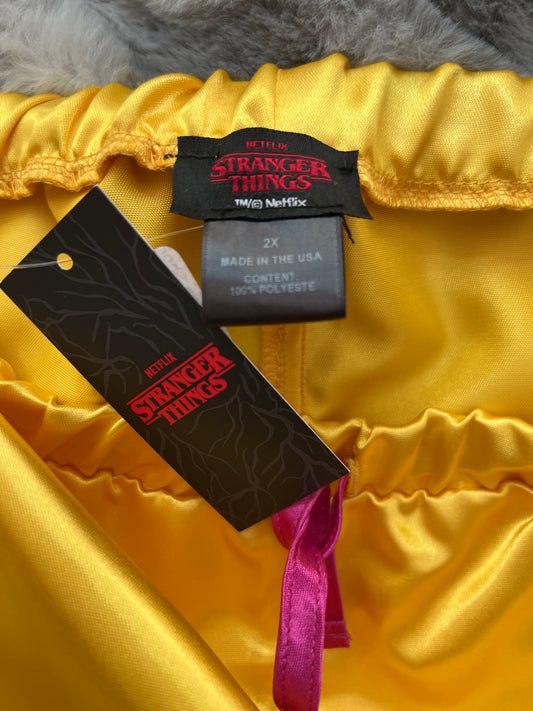 NETFLIX
STRANGER
THINGS
TM/© Netflix
2X
MADE IN THE USA
CONTENT:
100% POLYESTE
NETFLIX
STRANGER
THINGS